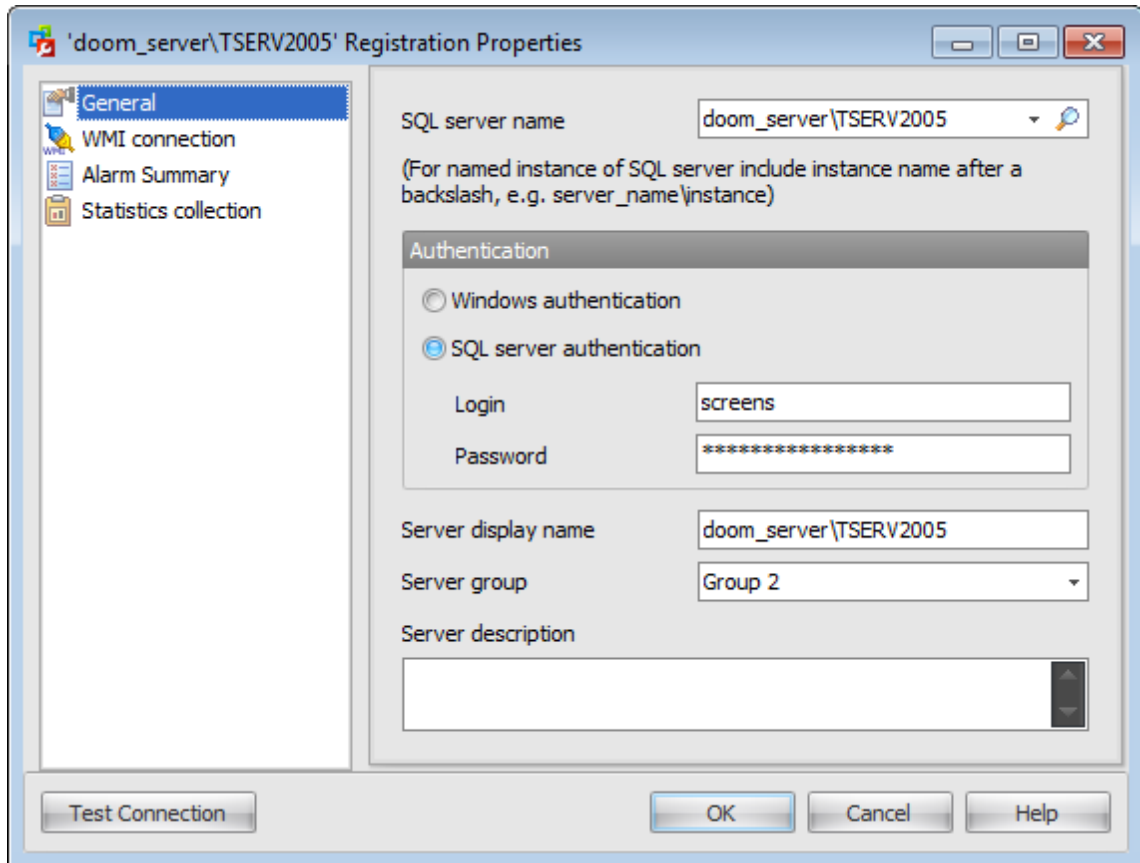 'doom_server\TSERV2005' Registration Properties
General
WMI connection
WMI
Alarm Summary
Statistics collection
SQL server name
doom_server\TSERV2005
(For named instance of SQL server include instance name after a
backslash, e.g. server_name\instance)
Authentication
Windows authentication
SQL server authentication
Login
screens
Password
****************
Server display name
doom_server\TSERV2005
Server group
Group 2
Server description
Test Connection
OK
Cancel
Help